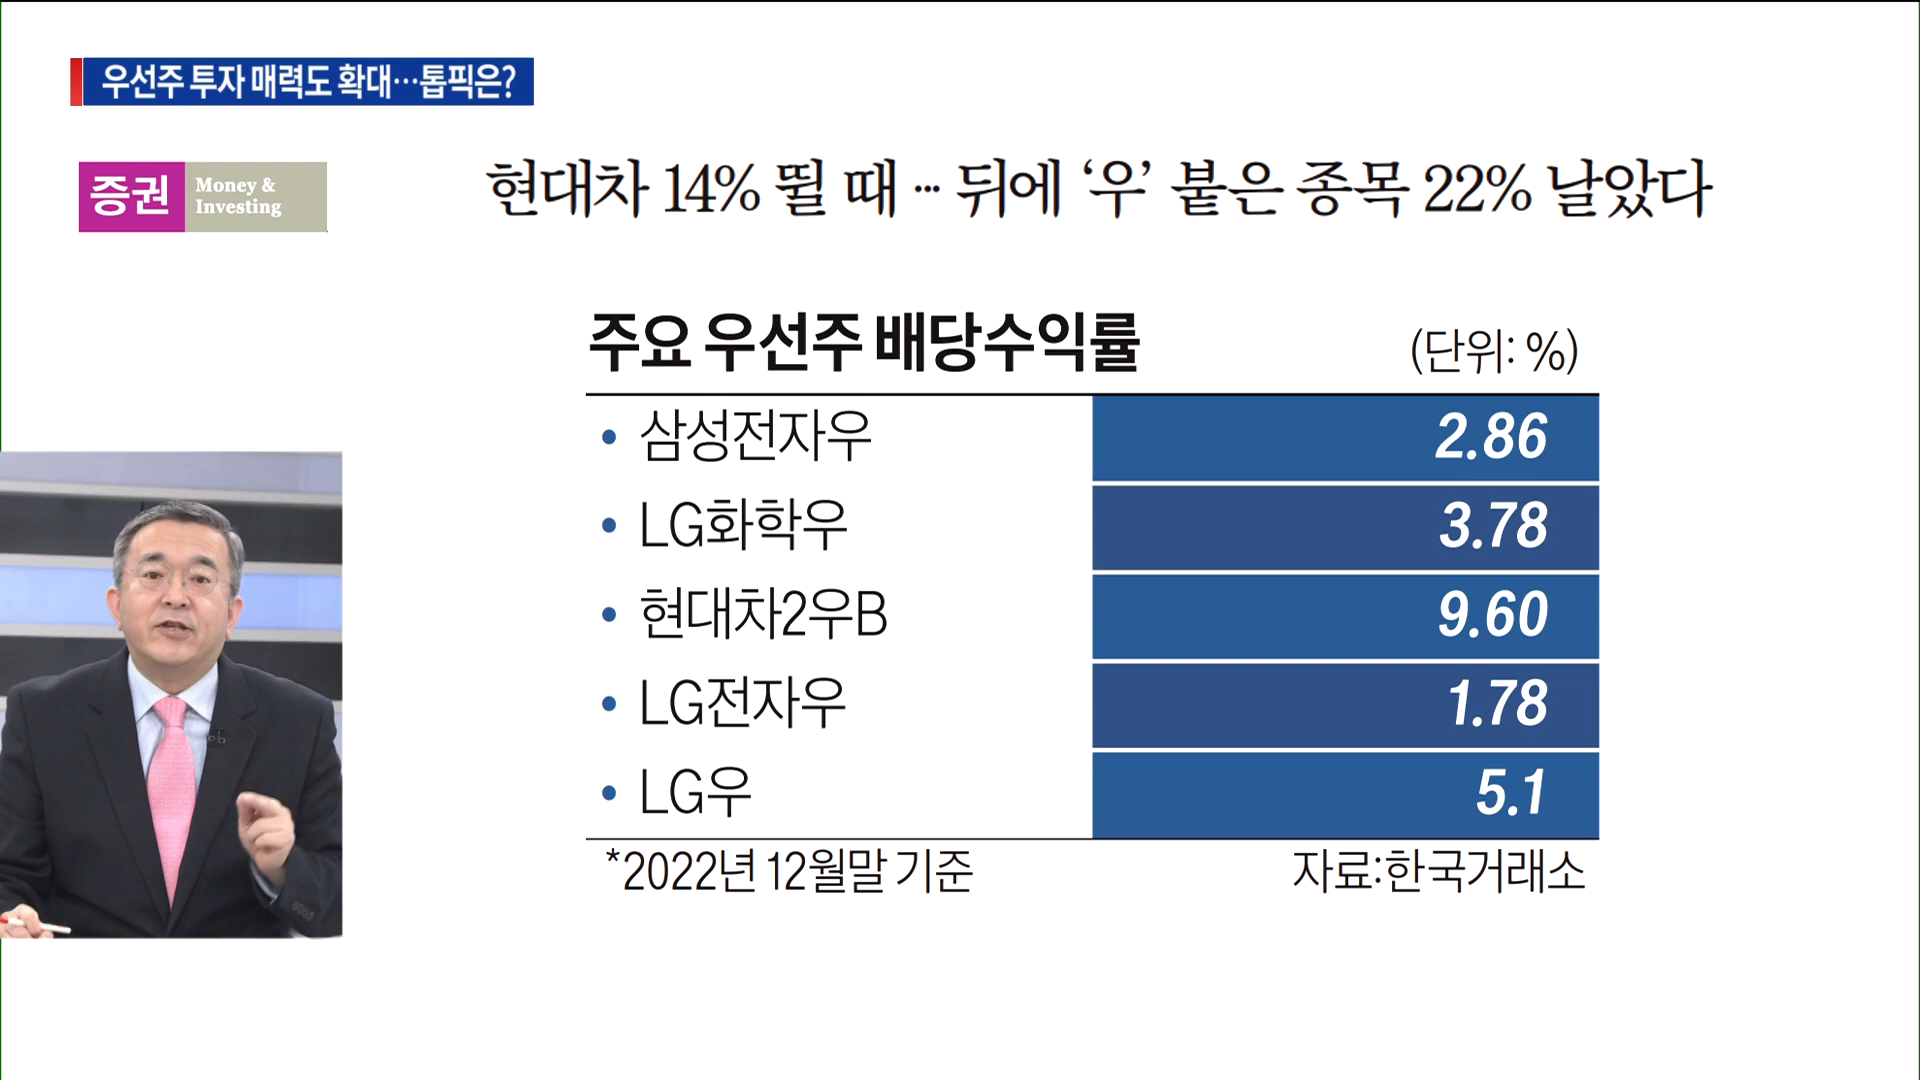 우선주 투자 매력도 확대…톱픽은?
증권 Money & Investing
현대차 14% 뛸 때 … 뒤에 ‘우’ 붙은 종목 22% 날았다
주요 우선주 배당수익률 (단위: %)
• 삼성전자우 2.86
• LG화학우 3.78
• 현대차2우B 9.60
• LG전자우 1.78
• LG우 5.1
*2022년 12월말 기준 자료:한국거래소